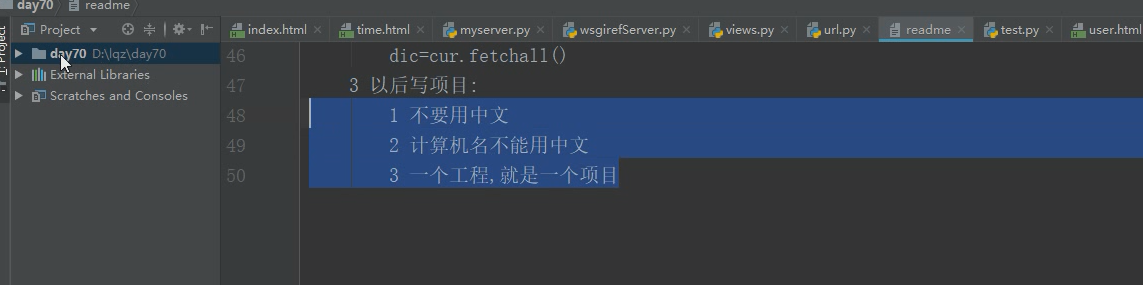 day70 readme
Project
index.html time.html myserver.py wsgirefServer.py views.py url.py readme test.py user.html
day70 D:\lqz\day70
External Libraries
Scratches and Consoles
46 dic=cur.fetchall()
47 3 以后写项目:
48 1 不要用中文
49 2 计算机名不能用中文
50 3 一个工程,就是一个项目